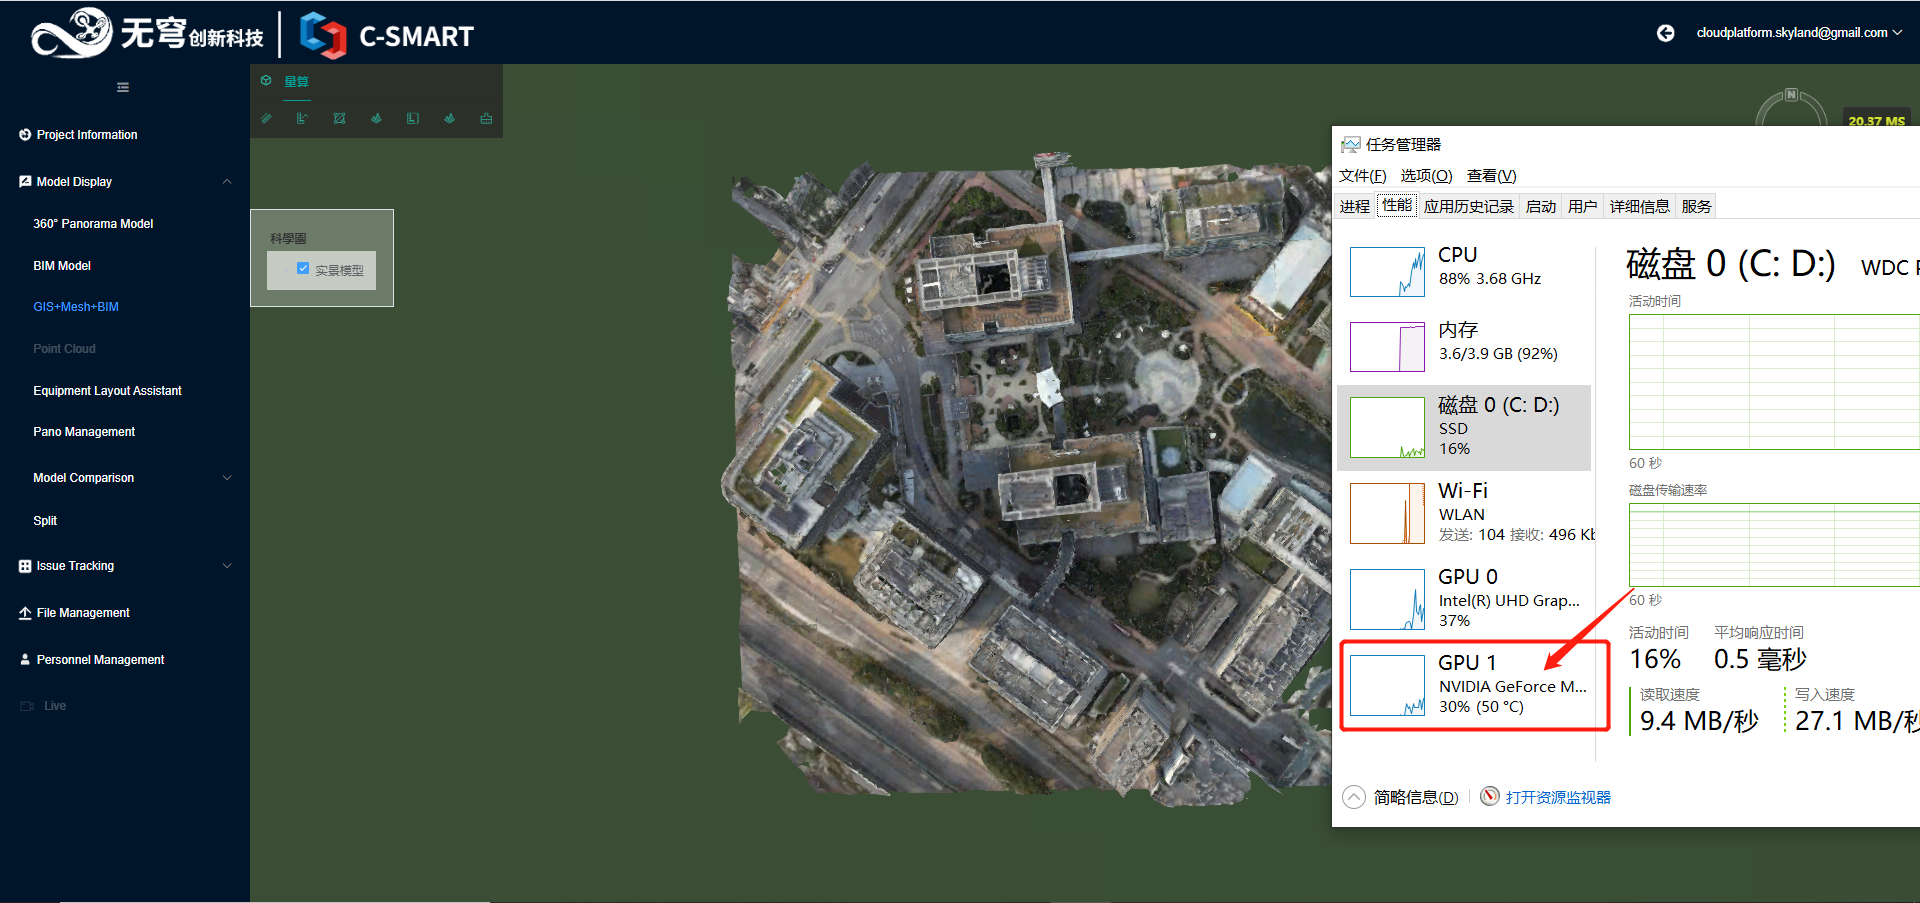 无穹创新科技
C-SMART
cloudplatform.skyland@gmail.com
Project Information
Model Display
360° Panorama Model
BIM Model
GIS+Mesh+BIM
Point Cloud
Equipment Layout Assistant
Pano Management
Model Comparison
Split
Issue Tracking
File Management
Personnel Management
Live
量算
科學園
实景模型
N
20.37 MS
任务管理器
文件(F) 选项(O) 查看(V)
进程 性能 应用历史记录 启动 用户 详细信息 服务
CPU
88% 3.68 GHz
内存
3.6/3.9 GB (92%)
磁盘 0 (C: D:)
SSD
16%
Wi-Fi
WLAN
发送: 104 接收: 496 Kb
GPU 0
Intel(R) UHD Grap...
37%
GPU 1
NVIDIA GeForce M...
30% (50 °C)
磁盘 0 (C: D:) WDC P
活动时间
60 秒
磁盘传输速率
60 秒
活动时间 平均响应时间
16% 0.5 毫秒
读取速度 写入速度
9.4 MB/秒 27.1 MB/秒
简略信息(D) 打开资源监视器